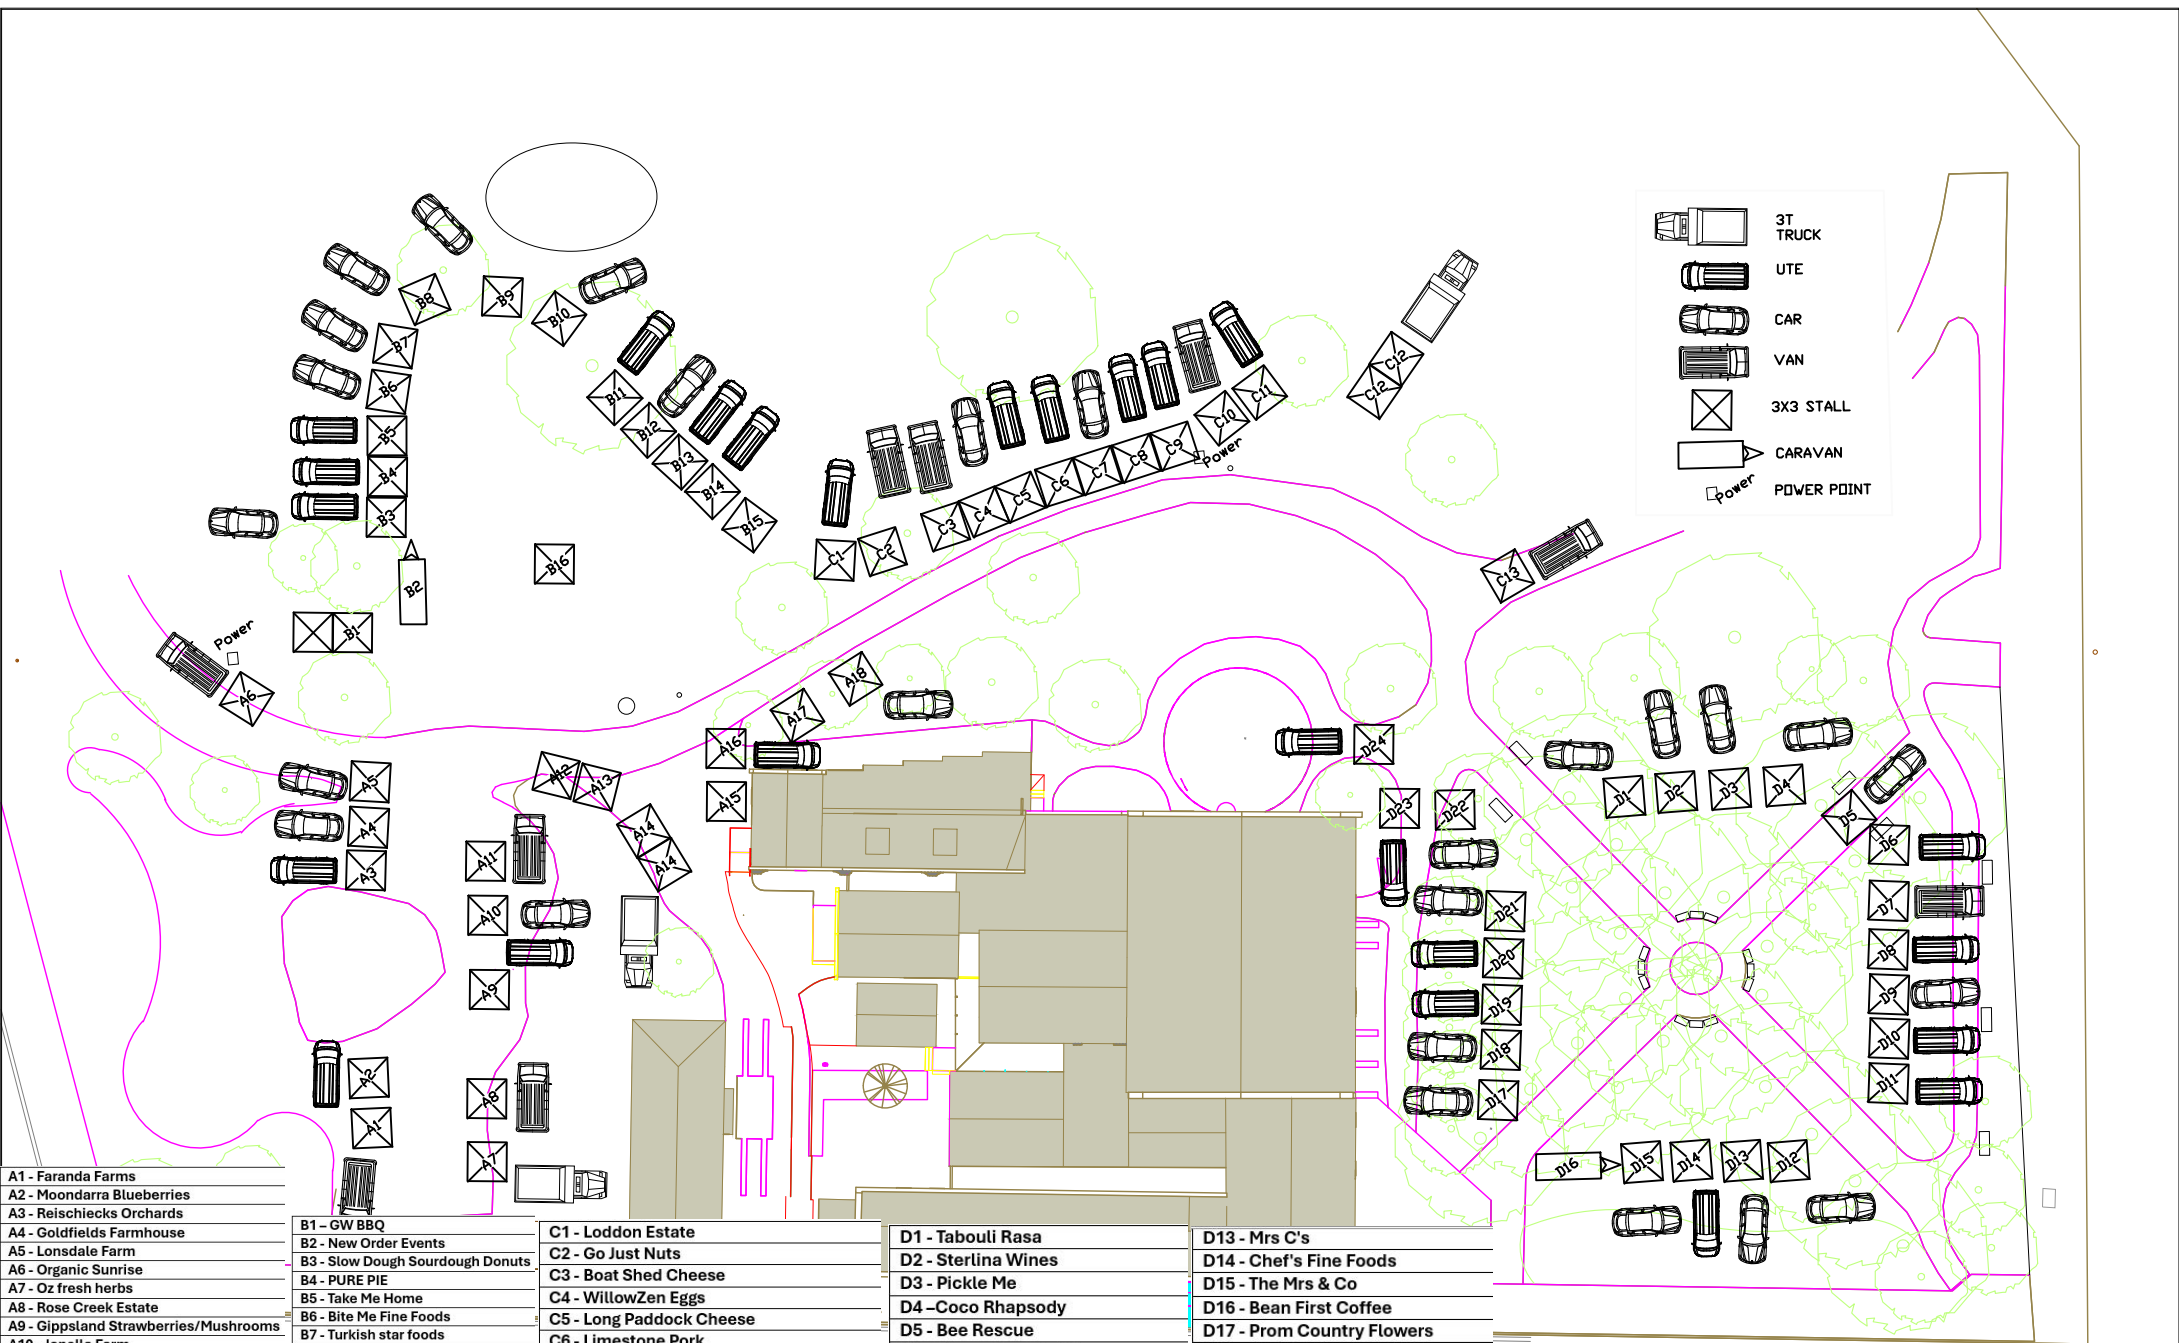 3T
TRUCK
UTE
CAR
VAN
3X3 STALL
CARAVAN
Power
POWER POINT
B8
B9
B10
B7
B6
B5
B4
B3
B11
B12
B13
B14
B15
B16
B2
B1
Power
A6
C1
C2
C3
C4
C5
C6
C7
C8
C9
C10
C11
Power
C12
C12
C13
A18
A17
A16
A15
A12
A13
A14
A14
A5
A4
A3
A11
A10
A9
A2
A1
A8
A7
D24
D23
D22
D1
D2
D3
D4
D5
D6
D7
D8
D9
D10
D11
D21
D20
D19
D18
D17
D16
D15
D14
D13
D12
A1 - Faranda Farms
A2 - Moondarra Blueberries
A3 - Reischiecks Orchards
A4 - Goldfields Farmhouse
A5 - Lonsdale Farm
A6 - Organic Sunrise
A7 - Oz fresh herbs
A8 - Rose Creek Estate
A9 - Gippsland Strawberries/Mushrooms
B1 – GW BBQ
B2 - New Order Events
B3 - Slow Dough Sourdough Donuts
B4 - PURE PIE
B5 - Take Me Home
B6 - Bite Me Fine Foods
B7 - Turkish star foods
C1 - Loddon Estate
C2 - Go Just Nuts
C3 - Boat Shed Cheese
C4 - WillowZen Eggs
C5 - Long Paddock Cheese
C6 - Limestone Pork
D1 - Tabouli Rasa
D2 - Sterlina Wines
D3 - Pickle Me
D4 –Coco Rhapsody
D5 - Bee Rescue
D13 - Mrs C's
D14 - Chef's Fine Foods
D15 - The Mrs & Co
D16 - Bean First Coffee
D17 - Prom Country Flowers